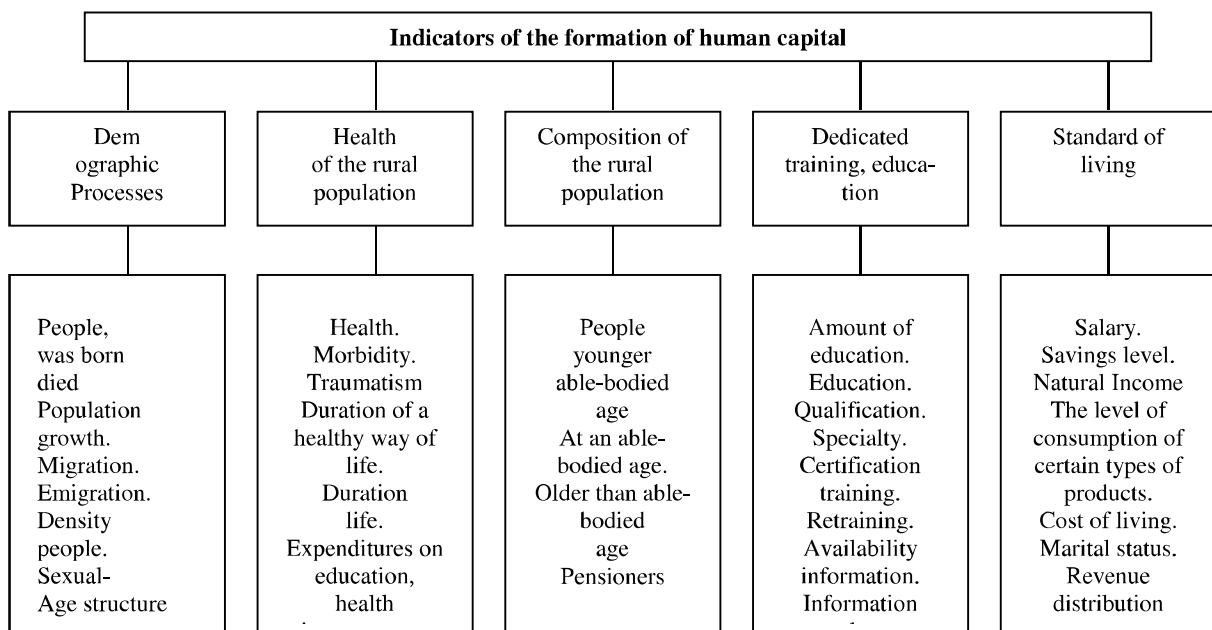 Indicators of the formation of human capital
Dem
ographic
Processes
Health
of the rural
population
Composition of
the rural
population
Dedicated
training, educa-
tion
Standard of
living
People,
was born
died
Population
growth.
Migration.
Emigration.
Density
people.
Sexual-
Age structure
Health.
Morbidity.
Traumatism
Duration of a
healthy way of
life.
Duration
life.
Expenditures on
education,
health
People
younger
able-bodied
age
At an able-
bodied age.
Older than able-
bodied
age
Pensioners
Amount of
education.
Education.
Qualification.
Specialty.
Certification
training.
Retraining.
Availability
information.
Information
Salary.
Savings level.
Natural Income
The level of
consumption of
certain types of
products.
Cost of living.
Marital status.
Revenue
distribution